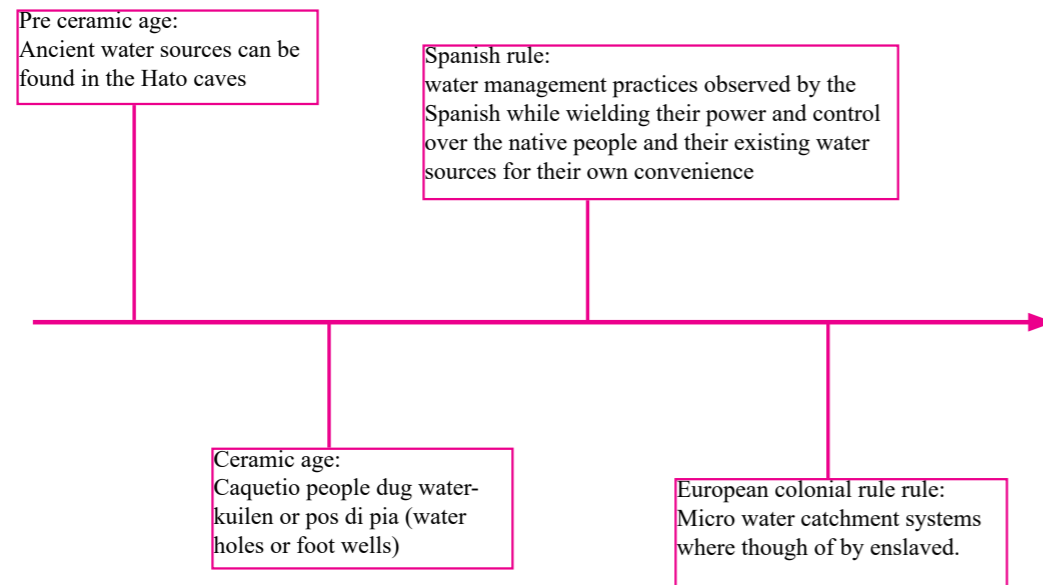 Pre ceramic age:
Ancient water sources can be
found in the Hato caves
Ceramic age:
Caquetio people dug water-
kuilen or pos di pia (water
holes or foot wells)
Spanish rule:
water management practices observed by the
Spanish while wielding their power and control
over the native people and their existing water
sources for their own convenience
European colonial rule rule:
Micro water catchment systems
where though of by enslaved.